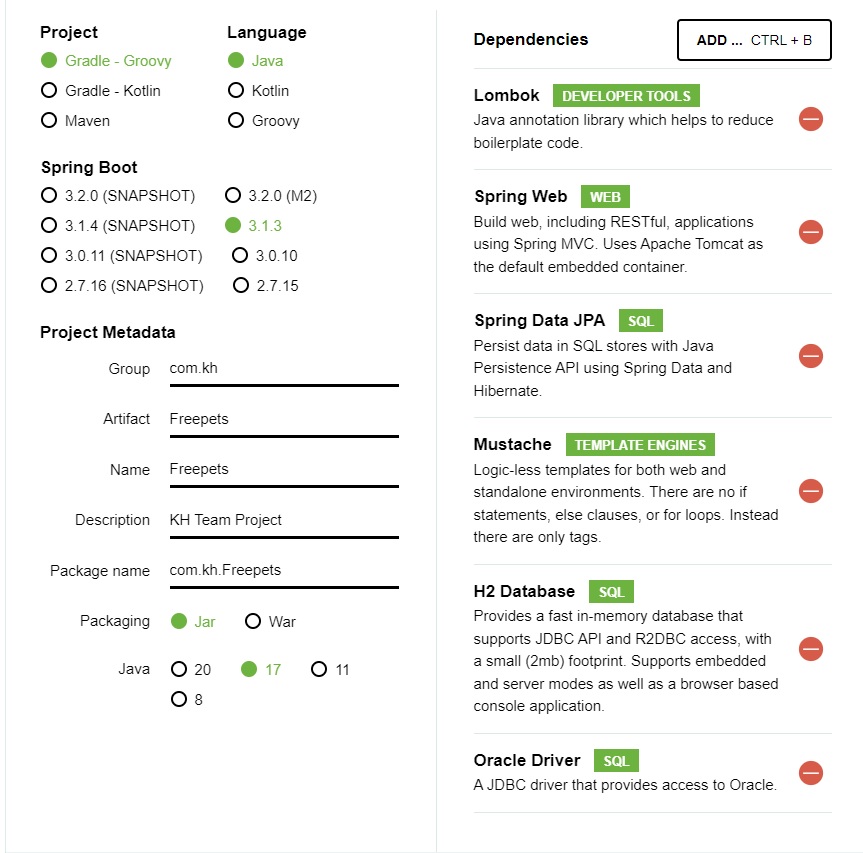 Project
Language
Gradle - Groovy
Java
Gradle - Kotlin
Kotlin
Maven
Groovy
Spring Boot
3.2.0 (SNAPSHOT)
3.2.0 (M2)
3.1.4 (SNAPSHOT)
3.1.3
3.0.11 (SNAPSHOT)
3.0.10
2.7.16 (SNAPSHOT)
2.7.15
Project Metadata
Group com.kh
Artifact Freepets
Name Freepets
Description KH Team Project
Package name com.kh.Freepets
Packaging Jar War
Java 20 17 11
8
Dependencies
ADD ... CTRL + B
Lombok DEVELOPER TOOLS
Java annotation library which helps to reduce
boilerplate code.
Spring Web WEB
Build web, including RESTful, applications
using Spring MVC. Uses Apache Tomcat as
the default embedded container.
Spring Data JPA SQL
Persist data in SQL stores with Java
Persistence API using Spring Data and
Hibernate.
Mustache TEMPLATE ENGINES
Logic-less templates for both web and
standalone environments. There are no if
statements, else clauses, or for loops. Instead
there are only tags.
H2 Database SQL
Provides a fast in-memory database that
supports JDBC API and R2DBC access, with
a small (2mb) footprint. Supports embedded
and server modes as well as a browser based
console application.
Oracle Driver SQL
A JDBC driver that provides access to Oracle.